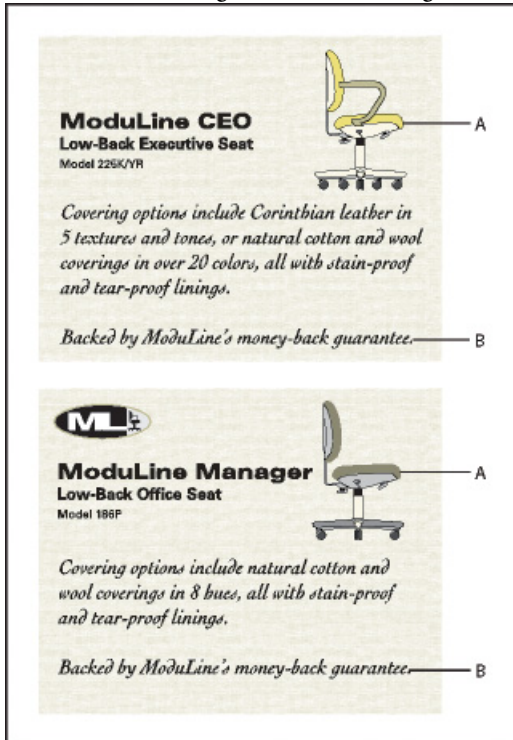 ModuLine CEO
Low-Back Executive Seat
Model 226K/YR
A
Covering options include Corinthian leather in
5 textures and tones, or natural cotton and wool
coverings in over 20 colors, all with stain-proof
and tear-proof linings.
Backed by ModuLine's money-back guarantee.
B
ML
ModuLine Manager
Low-Back Office Seat
Model 186P
A
Covering options include natural cotton and
wool coverings in 8 hues, all with stain-proof
and tear-proof linings.
Backed by ModuLine's money-back guarantee.
B